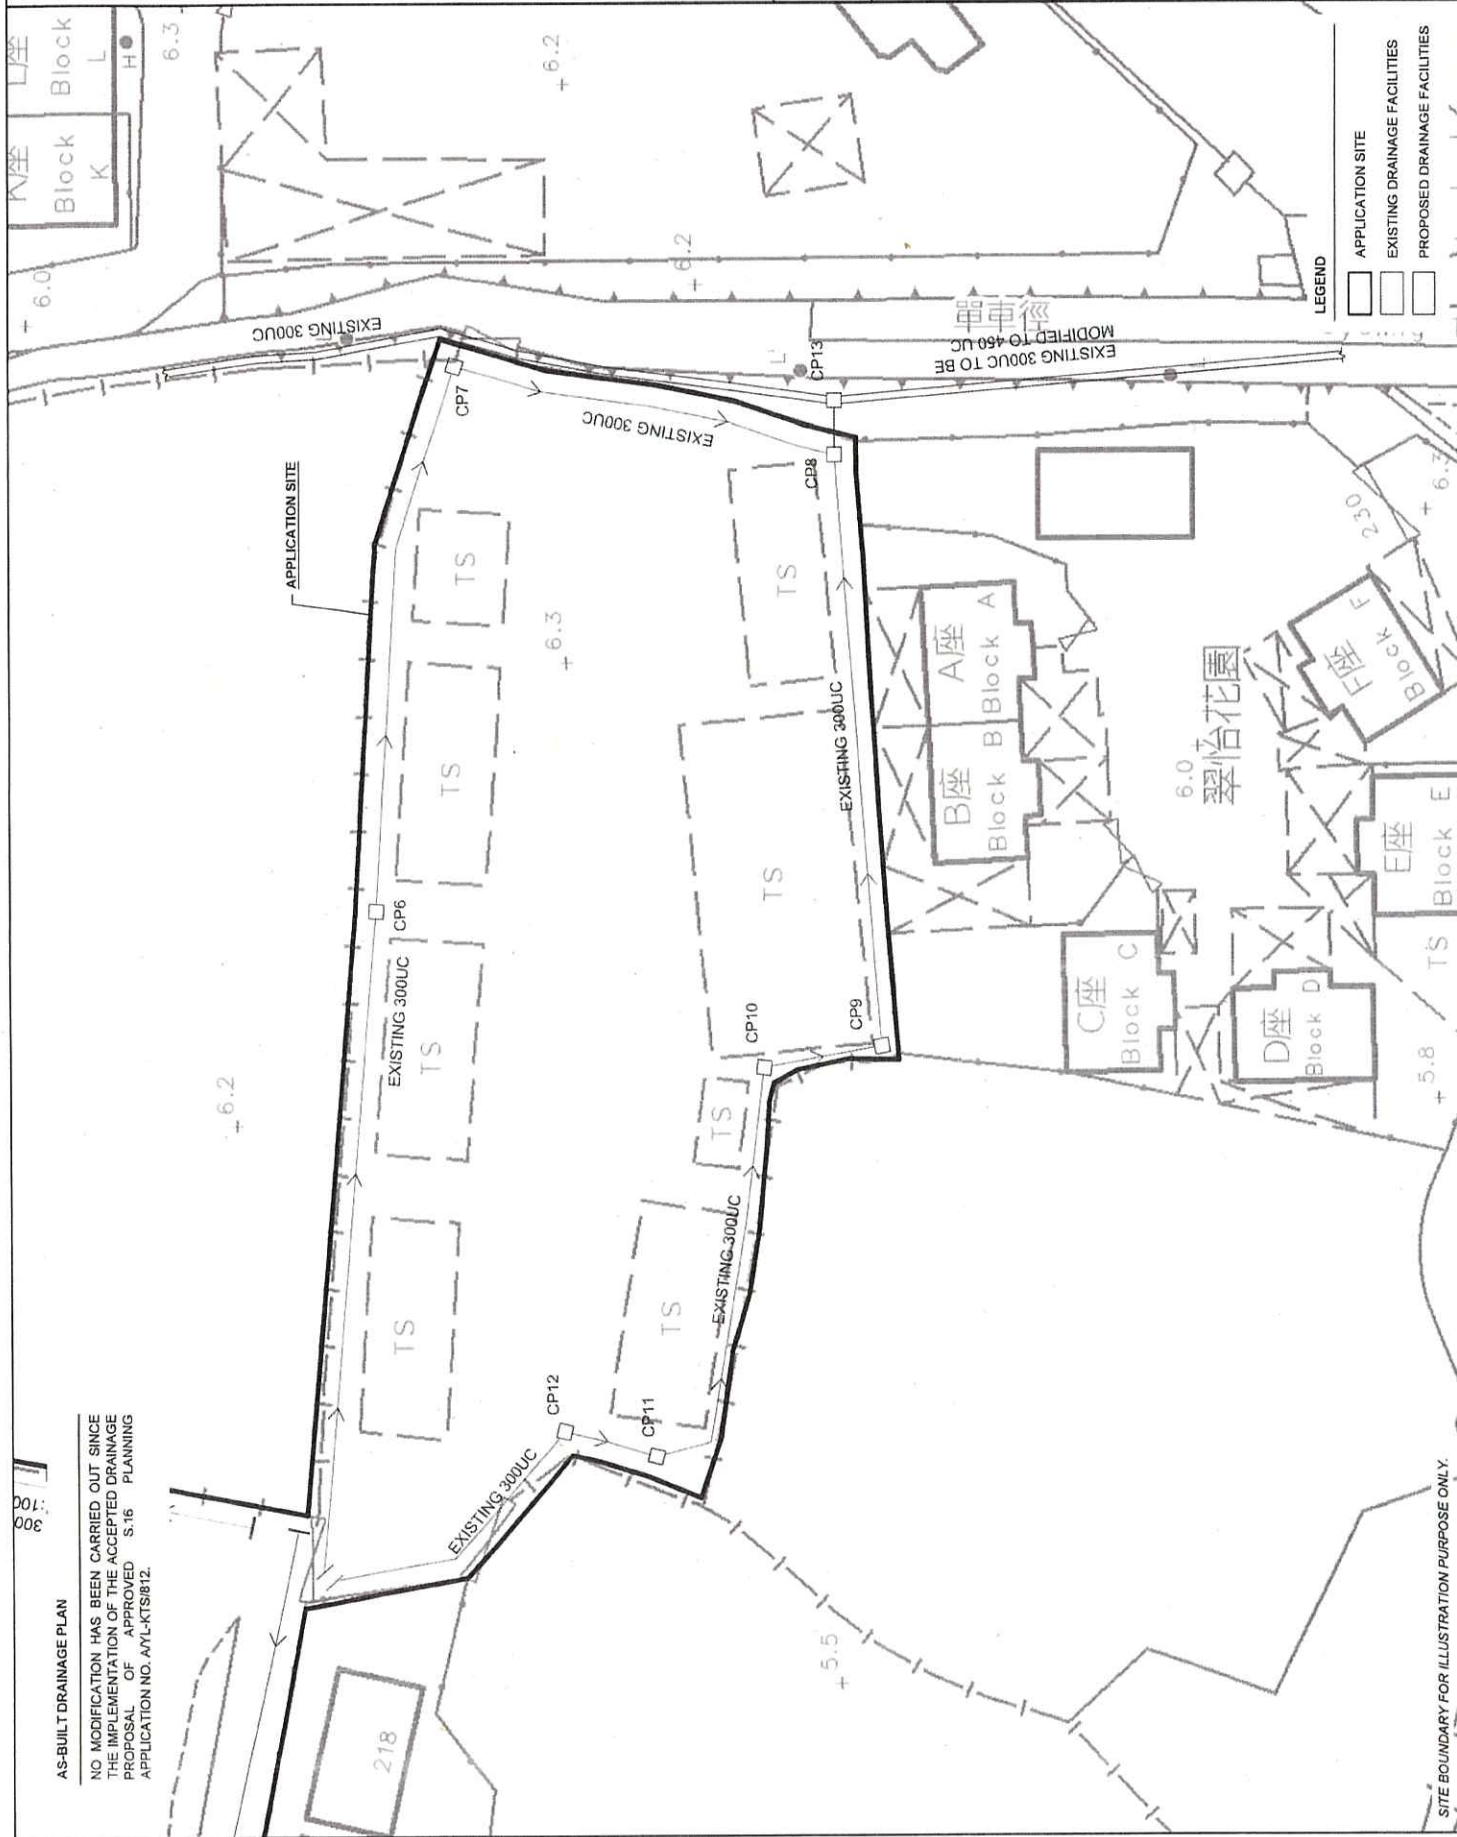 AS-BUILT DRAINAGE PLAN
NO MODIFICATION HAS BEEN CARRIED OUT SINCE
THE IMPLEMENTATION OF THE ACCEPTED DRAINAGE
PROPOSAL OF APPROVED S.16 PLANNING
APPLICATION NO. A/YL-KTS/812.
300
218
+5.5
SITE BOUNDARY FOR ILLUSTRATION PURPOSE ONLY.
+6.2
APPLICATION SITE
EXISTING 300UC
CP12
CP11
TS
TS
EXISTING 300UC
EXISTING 300UC
TS
CP6
TS
CP10
CP9
TS
TS
+6.3
TS
EXISTING 300UC
TS
CP7
CP8
EXISTING 300UC
EXISTING 300UC
CP13
EXISTING 300UC TO BE
MODIFIED TO 450 UC
單車徑
+6.0
K座
Block
K
L座
Block
L
H
6.3
+6.2
+6.2
A座
Block A
B座
Block B
C座
Block C
D座
Block D
E座
Block E
F座
Block F
6.0
翠怡花園
230
+6.3
TS
+5.8
LEGEND
APPLICATION SITE
EXISTING DRAINAGE FACILITIES
PROPOSED DRAINAGE FACILITIES